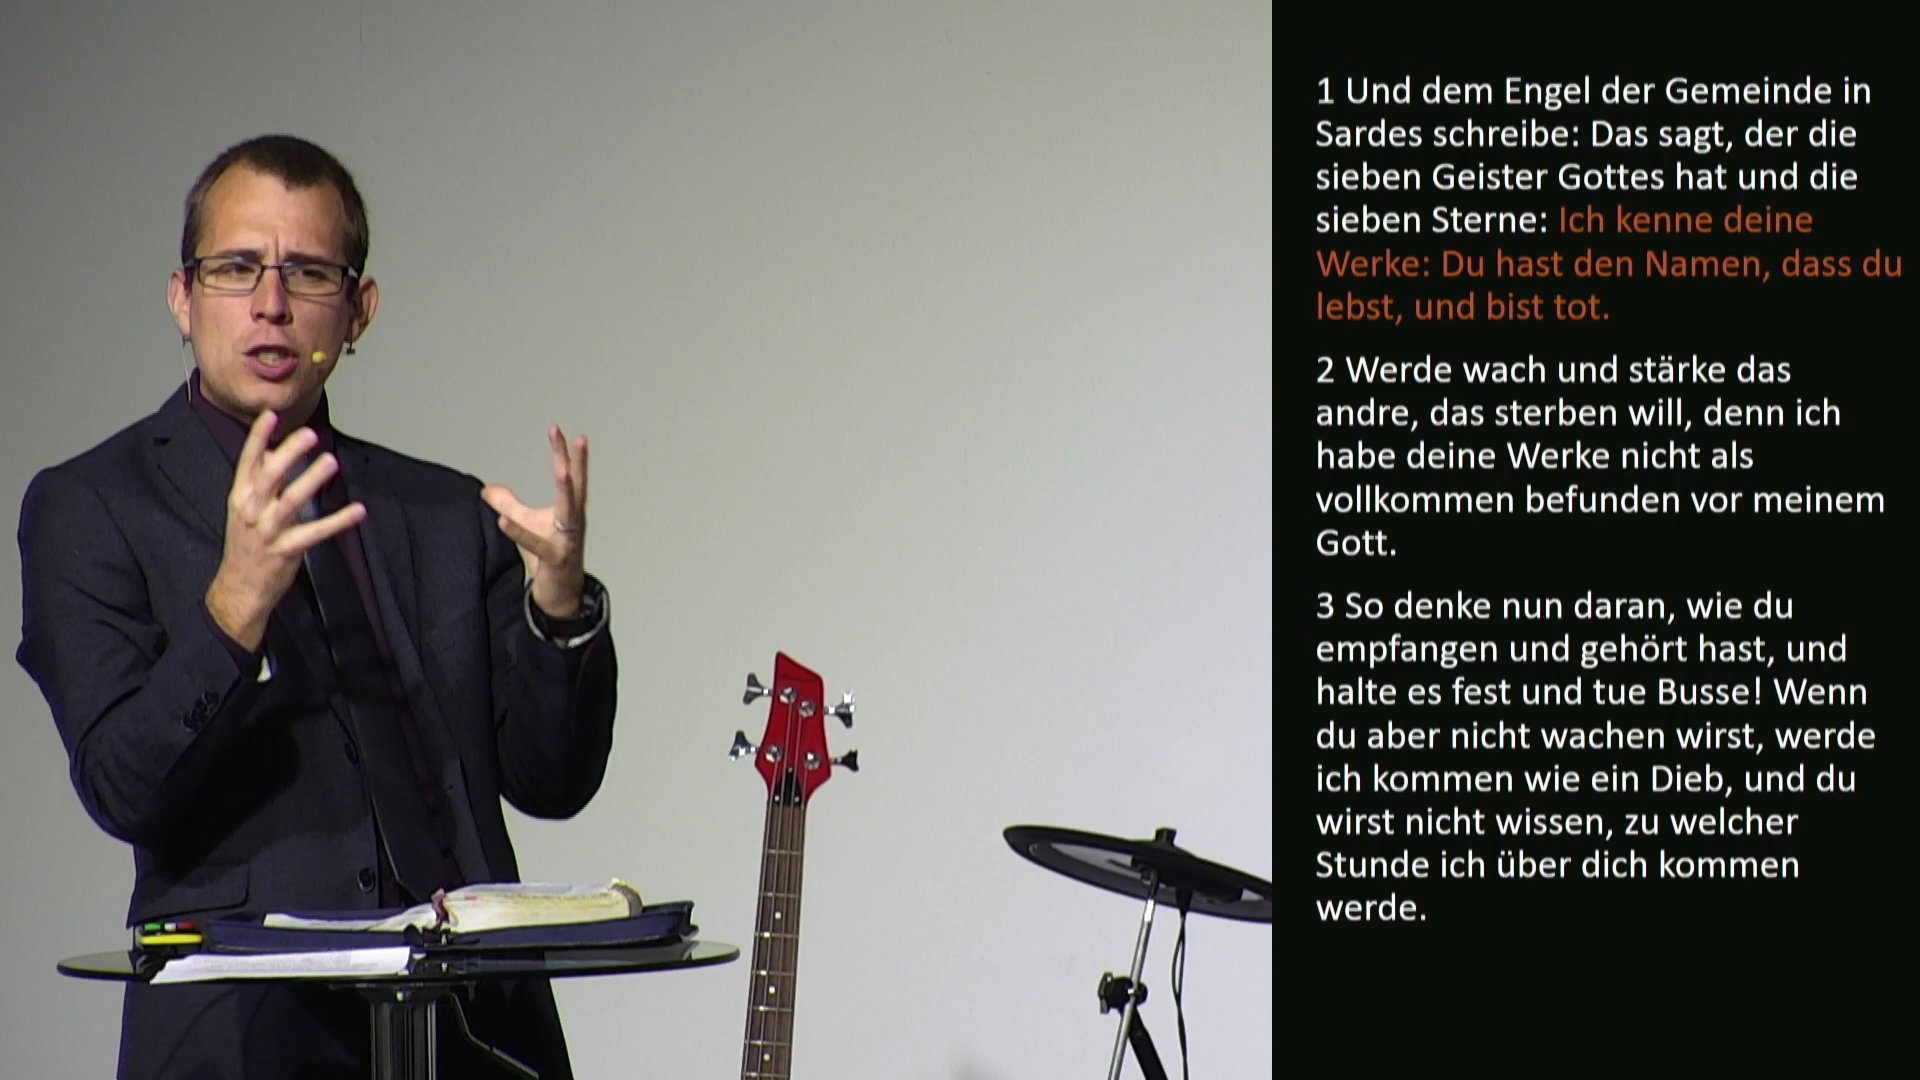 1 Und dem Engel der Gemeinde in
Sardes schreibe: Das sagt, der die
sieben Geister Gottes hat und die
sieben Sterne: Ich kenne deine
Werke: Du hast den Namen, dass du
lebst, und bist tot.
2 Werde wach und stärke das
andre, das sterben will, denn ich
habe deine Werke nicht als
vollkommen befunden vor meinem
Gott.
3 So denke nun daran, wie du
empfangen und gehört hast, und
halte es fest und tue Busse! Wenn
du aber nicht wachen wirst, werde
ich kommen wie ein Dieb, und du
wirst nicht wissen, zu welcher
Stunde ich über dich kommen
werde.